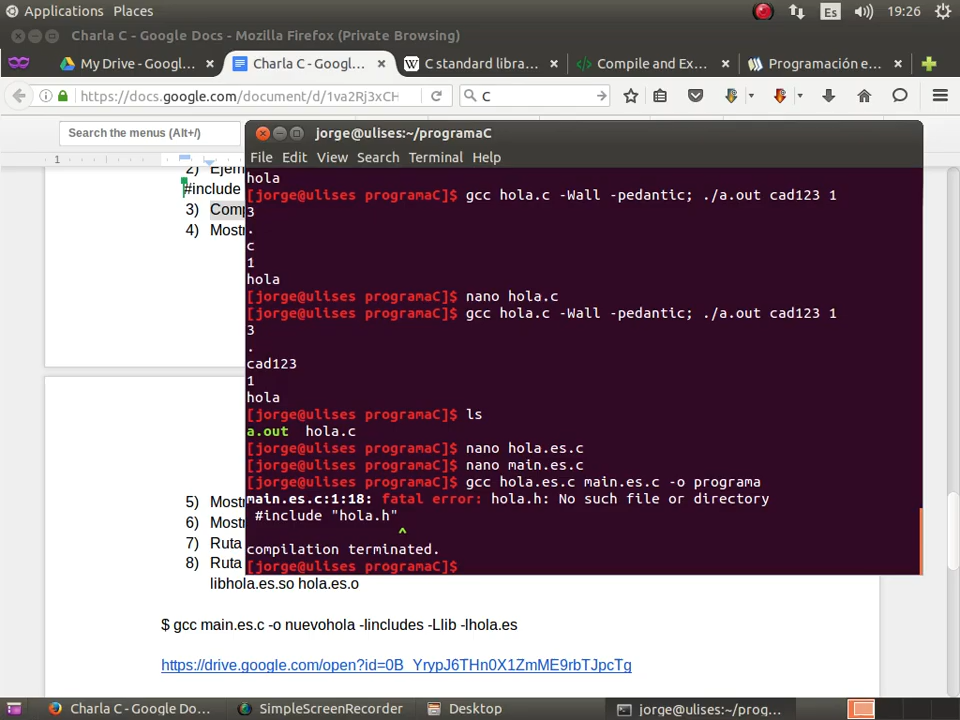 Applications Places Es 19:26
Charla C - Google Docs - Mozilla Firefox (Private Browsing)
My Drive - Google... × Charla C - Googl... × C standard libra... × Compile and Ex... × Programación e... ×
https://docs.google.com/document/d/1va2Rj3xCH C
Search the menus (Alt+/)
1
jorge@ulises: ~/programaC
File Edit View Search Terminal Help
hola
[jorge@ulises programaC]$ gcc hola.c -Wall -pedantic; ./a.out cad123 1
3
.
c
1
hola
[jorge@ulises programaC]$ nano hola.c
[jorge@ulises programaC]$ gcc hola.c -Wall -pedantic; ./a.out cad123 1
3
.
cad123
1
hola
[jorge@ulises programaC]$ ls
a.out hola.c
[jorge@ulises programaC]$ nano hola.es.c
[jorge@ulises programaC]$ nano main.es.c
[jorge@ulises programaC]$ gcc hola.es.c main.es.c -o programa
main.es.c:1:18: fatal error: hola.h: No such file or directory
#include "hola.h"
^
compilation terminated.
[jorge@ulises programaC]$
2) Ejem
#include
3) Comp
4) Mostr
5) Mostr
6) Mostr
7) Ruta
8) Ruta
libhola.es.so hola.es.o
$ gcc main.es.c -o nuevohola -Iincludes -Llib -lhola.es
https://drive.google.com/open?id=0B_YrypJ6THn0X1ZmME9rbTJpcTg
Charla C - Google Do... SimpleScreenRecorder Desktop jorge@ulises: ~/prog...